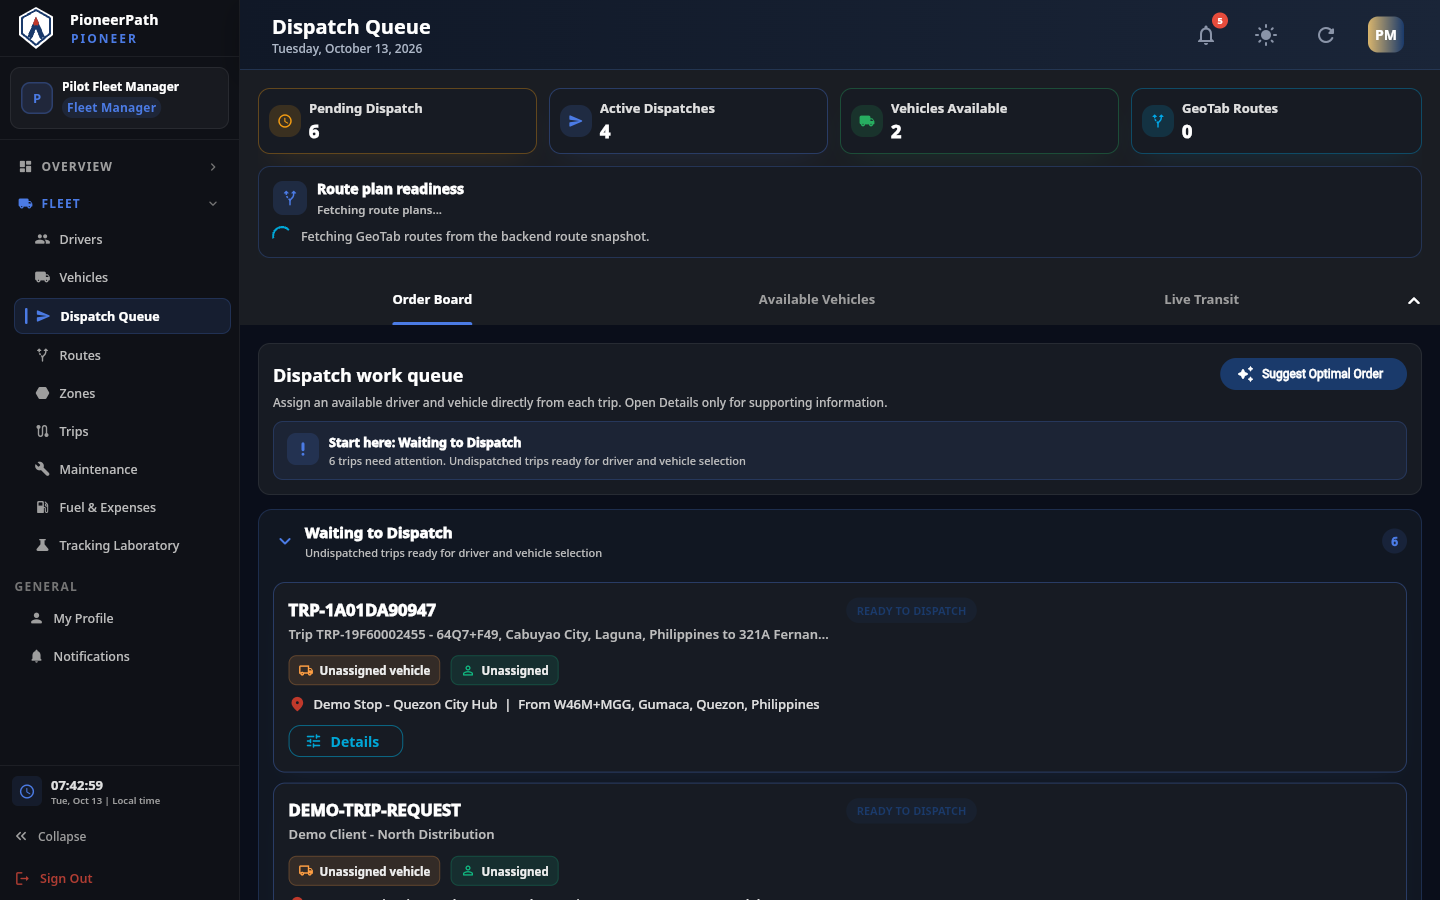 PioneerPath
PIONEER
P
Pilot Fleet Manager
Fleet Manager
OVERVIEW
FLEET
Drivers
Vehicles
Dispatch Queue
Routes
Zones
Trips
Maintenance
Fuel & Expenses
Tracking Laboratory
GENERAL
My Profile
Notifications
07:42:59
Tue, Oct 13 | Local time
Collapse
Sign Out
Dispatch Queue
Tuesday, October 13, 2026
5
PM
Pending Dispatch
6
Active Dispatches
4
Vehicles Available
2
GeoTab Routes
0
Route plan readiness
Fetching route plans...
Fetching GeoTab routes from the backend route snapshot.
Order Board
Available Vehicles
Live Transit
Dispatch work queue
Suggest Optimal Order
Assign an available driver and vehicle directly from each trip. Open Details only for supporting information.
Start here: Waiting to Dispatch
6 trips need attention. Undispatched trips ready for driver and vehicle selection
Waiting to Dispatch
Undispatched trips ready for driver and vehicle selection
6
TRP-1A01DA90947
READY TO DISPATCH
Trip TRP-19F60002455 - 64Q7+F49, Cabuyao City, Laguna, Philippines to 321A Fernan...
Unassigned vehicle
Unassigned
Demo Stop - Quezon City Hub | From W46M+MGG, Gumaca, Quezon, Philippines
Details
DEMO-TRIP-REQUEST
READY TO DISPATCH
Demo Client - North Distribution
Unassigned vehicle
Unassigned